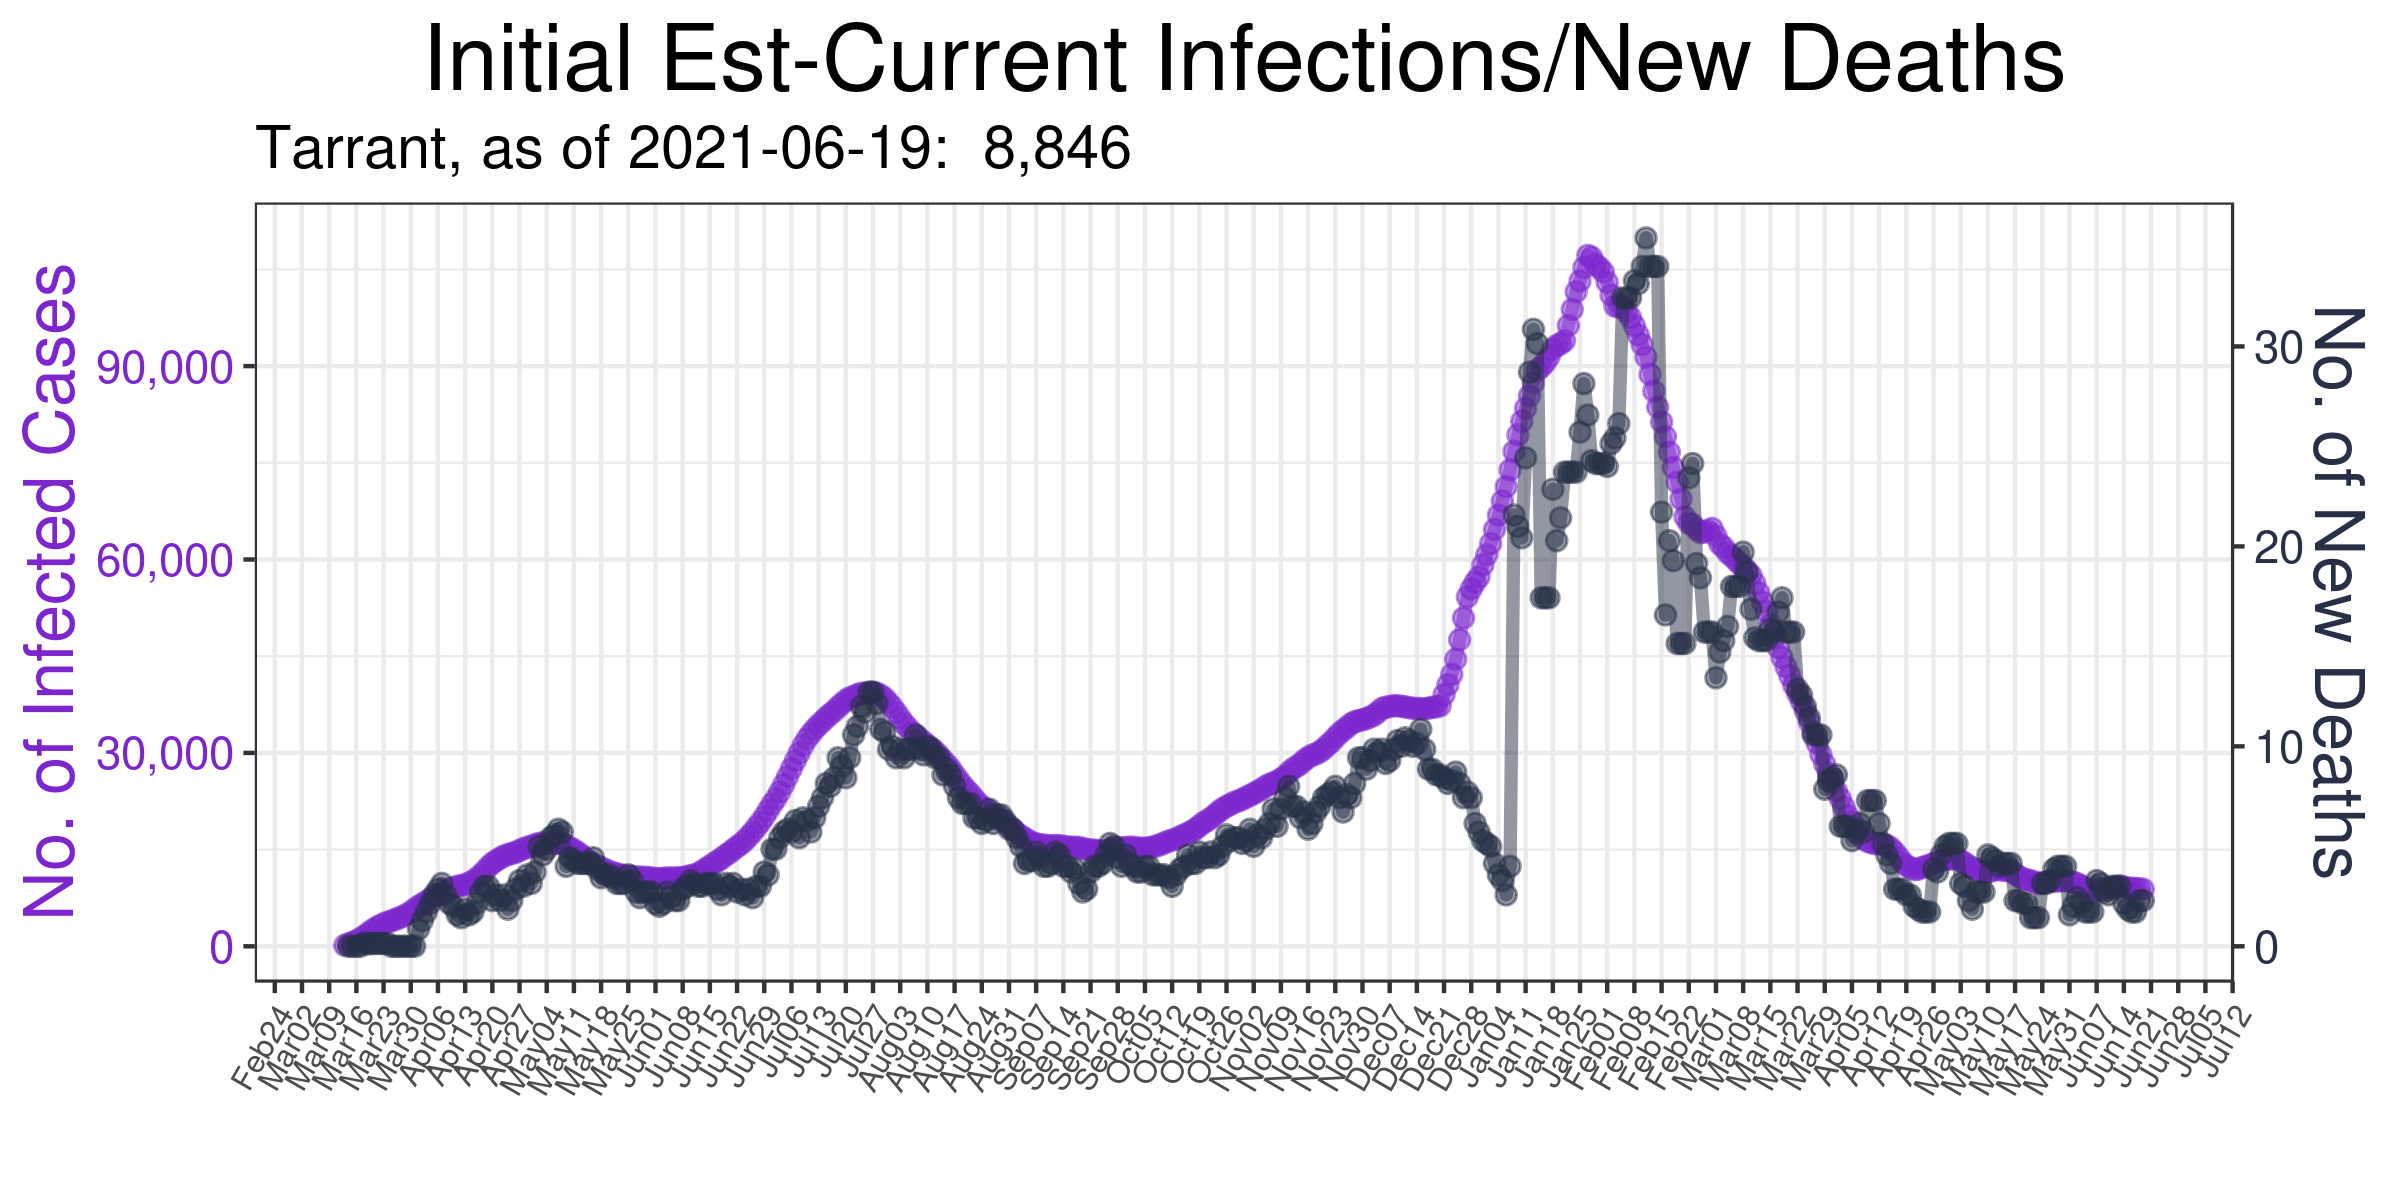 Initial Est-Current Infections/New Deaths
Tarrant, as of 2021-06-19:  8,846
No. of Infected Cases
90,000
60,000
30,000
0
30
20
10
0
No. of New Deaths
Feb24
Mar02
Mar09
Mar16
Mar23
Mar30
Apr06
Apr13
Apr20
Apr27
May04
May11
May18
May25
Jun01
Jun08
Jun15
Jun22
Jun29
Jul06
Jul13
Jul20
Jul27
Aug03
Aug10
Aug17
Aug24
Aug31
Sep07
Sep14
Sep21
Sep28
Oct05
Oct12
Oct19
Oct26
Nov02
Nov09
Nov16
Nov23
Nov30
Dec07
Dec14
Dec21
Dec28
Jan04
Jan11
Jan18
Jan25
Feb01
Feb08
Feb15
Feb22
Mar01
Mar08
Mar15
Mar22
Mar29
Apr05
Apr12
Apr19
Apr26
May03
May10
May17
May24
May31
Jun07
Jun14
Jun21
Jun28
Jul05
Jul12